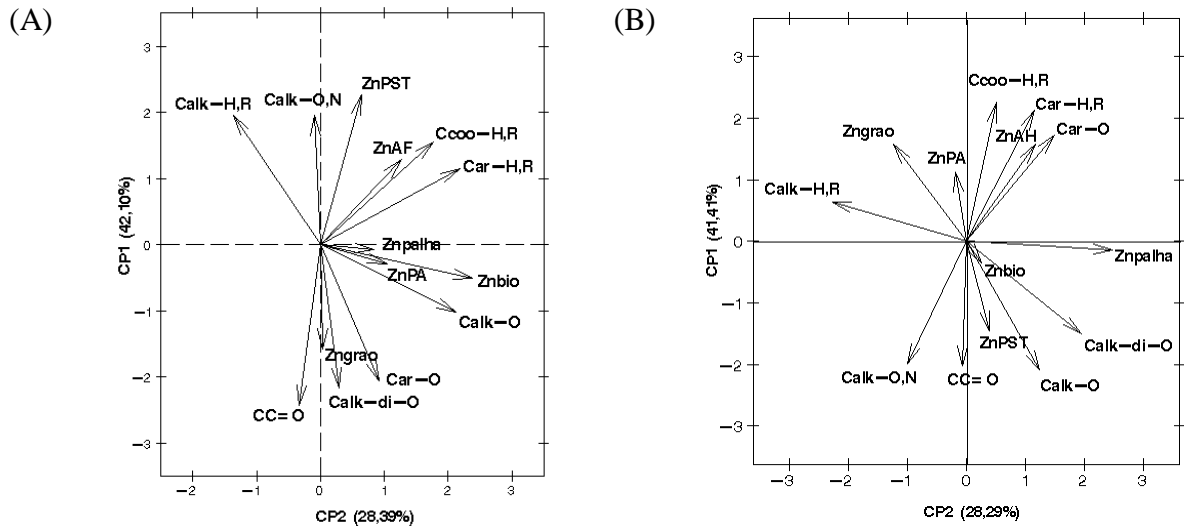 (A)
3
2
1
0
−1
−2
−3
CP1 (42,10%)
Calk−H,R
Calk−O,N
ZnPST
ZnAF
Ccoo−H,R
Car−H,R
Znpalha
ZnPA
Znbio
Calk−O
Zngrao
Car−O
Calk−di−O
CC=O
−2 −1 0 1 2 3
CP2 (28,39%)
(B)
3
2
1
0
−1
−2
−3
CP1 (41,41%)
Ccoo−H,R
Car−H,R
Car−O
Zngrao
ZnAH
ZnPA
Calk−H,R
Znpalha
Znbio
ZnPST
Calk−di−O
Calk−O,N
CC=O
Calk−O
−3 −2 −1 0 1 2 3
CP2 (28,29%)